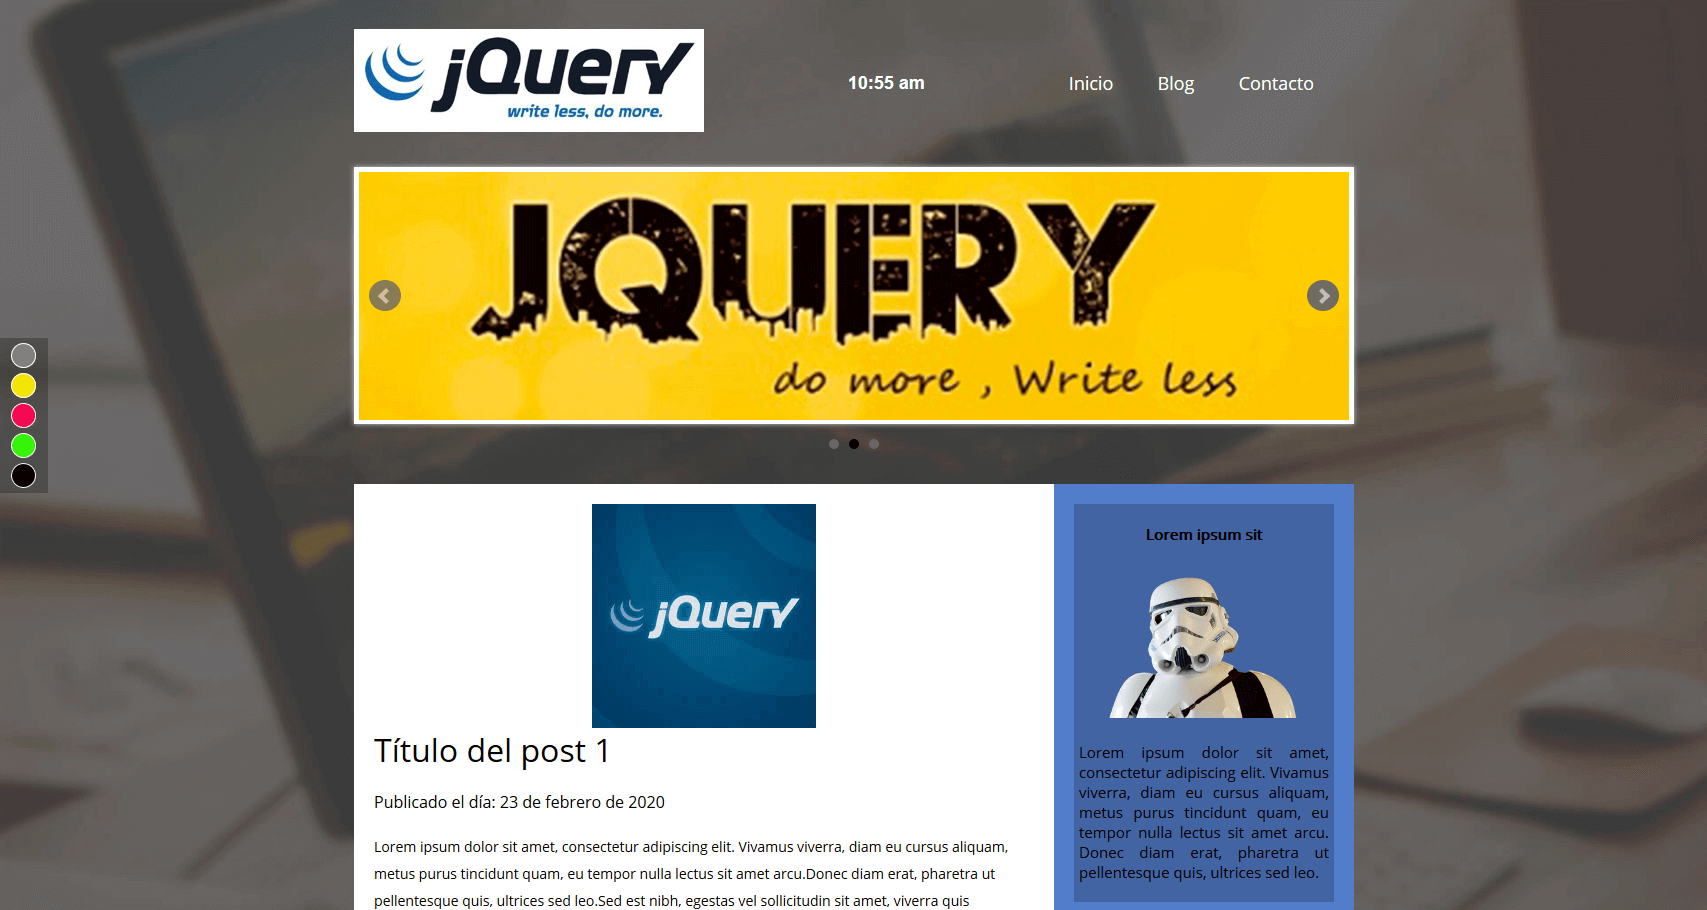 jQuery
write less, do more.
10:55 am
Inicio Blog Contacto
JQUERY
do more , Write less
jQuery
Título del post 1
Publicado el día: 23 de febrero de 2020
Lorem ipsum dolor sit amet, consectetur adipiscing elit. Vivamus viverra, diam eu cursus aliquam,
metus purus tincidunt quam, eu tempor nulla lectus sit amet arcu.Donec diam erat, pharetra ut
pellentesque quis, ultrices sed leo.Sed est nibh, egestas vel sollicitudin sit amet, viverra quis
Lorem ipsum sit
Lorem ipsum dolor sit amet,
consectetur adipiscing elit. Vivamus
viverra, diam eu cursus aliquam,
metus purus tincidunt quam, eu
tempor nulla lectus sit amet arcu.
Donec diam erat, pharetra ut
pellentesque quis, ultrices sed leo.